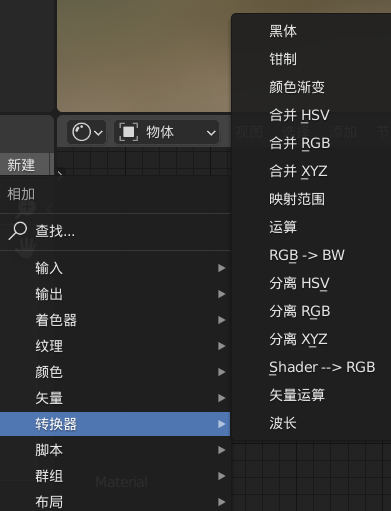 物体
新建
相加
查找...
输入
输出
着色器
纹理
颜色
矢量
转换器
脚本
群组
Material
布局
黑体
钳制
颜色渐变
合并 HSV
合并 RGB
合并 XYZ
映射范围
运算
RGB -> BW
分离 HSV
分离 RGB
分离 XYZ
Shader --> RGB
矢量运算
波长